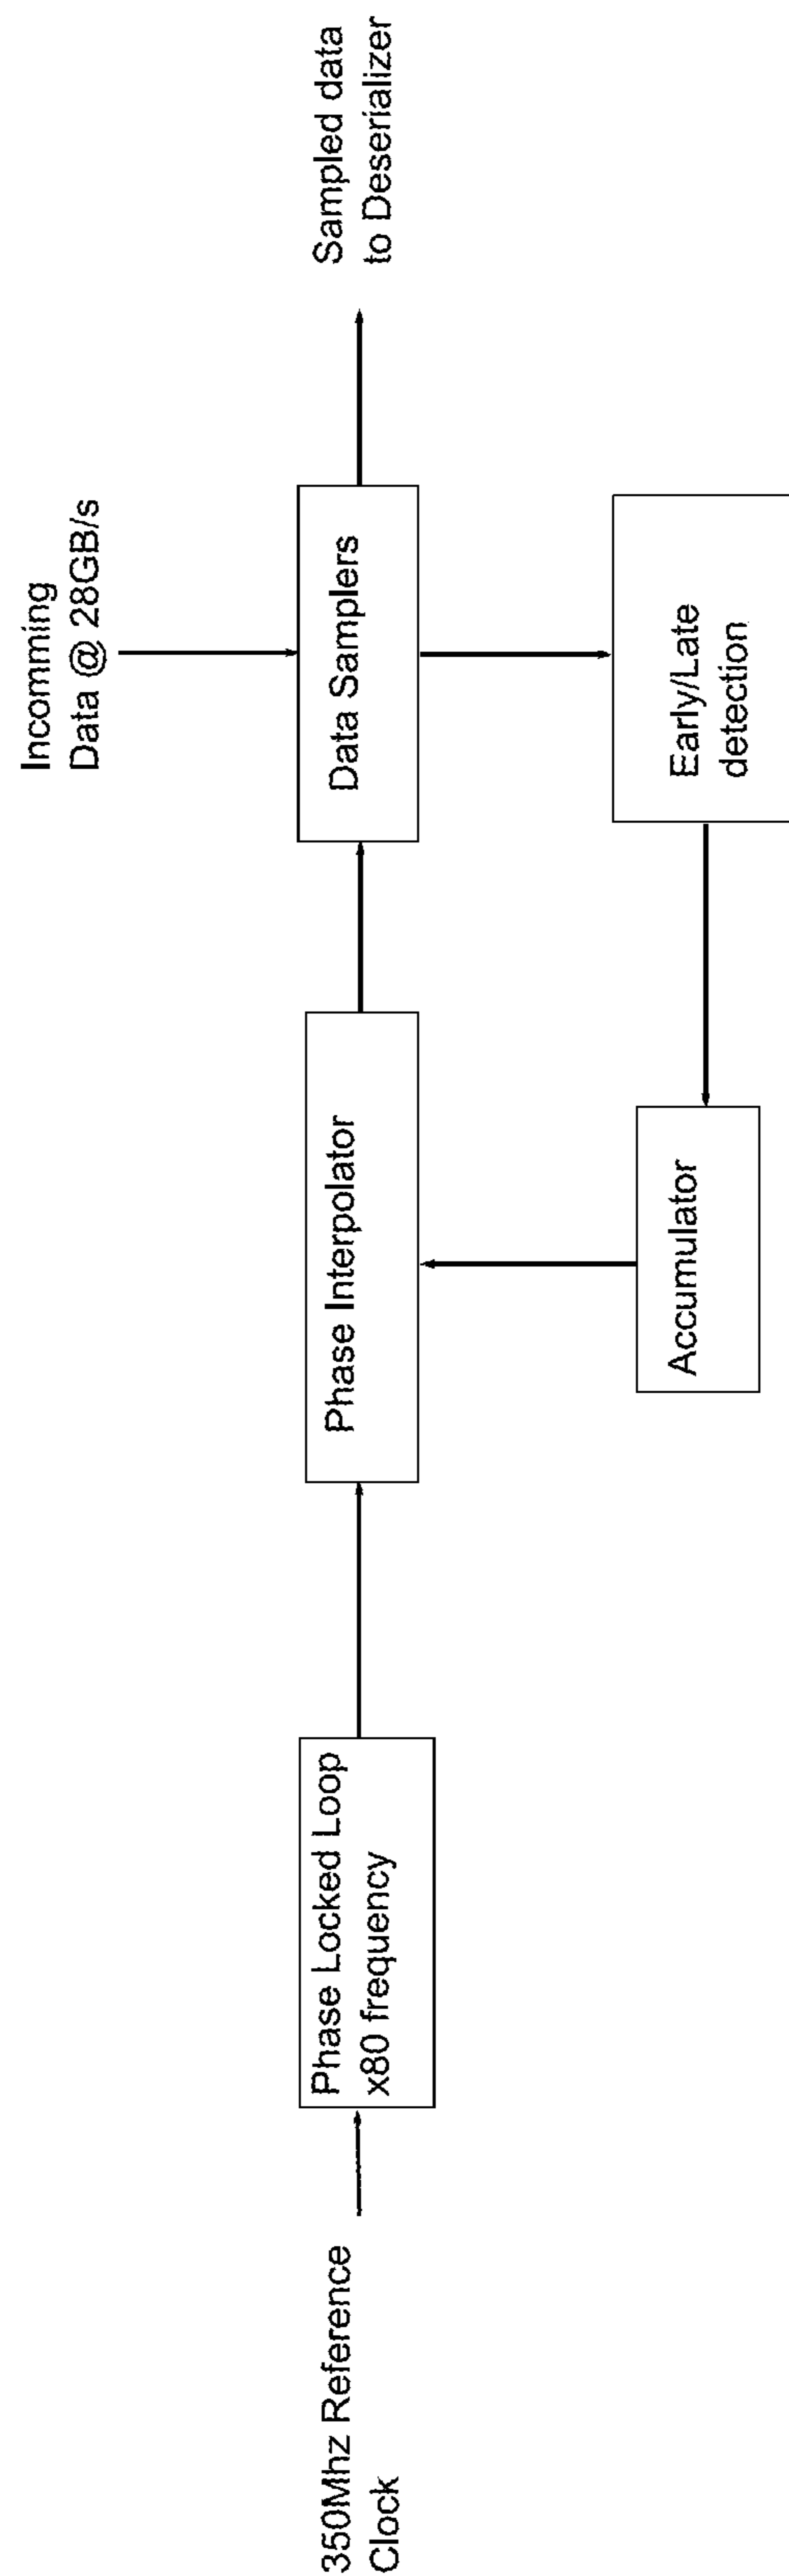 350Mhz Reference
Clock
Phase Locked Loop
x80 frequency
Phase Interpolator
Accumulator
Incomming
Data @ 28GB/s
Data Samplers
Early/Late
detection
Sampled data
to Deserializer